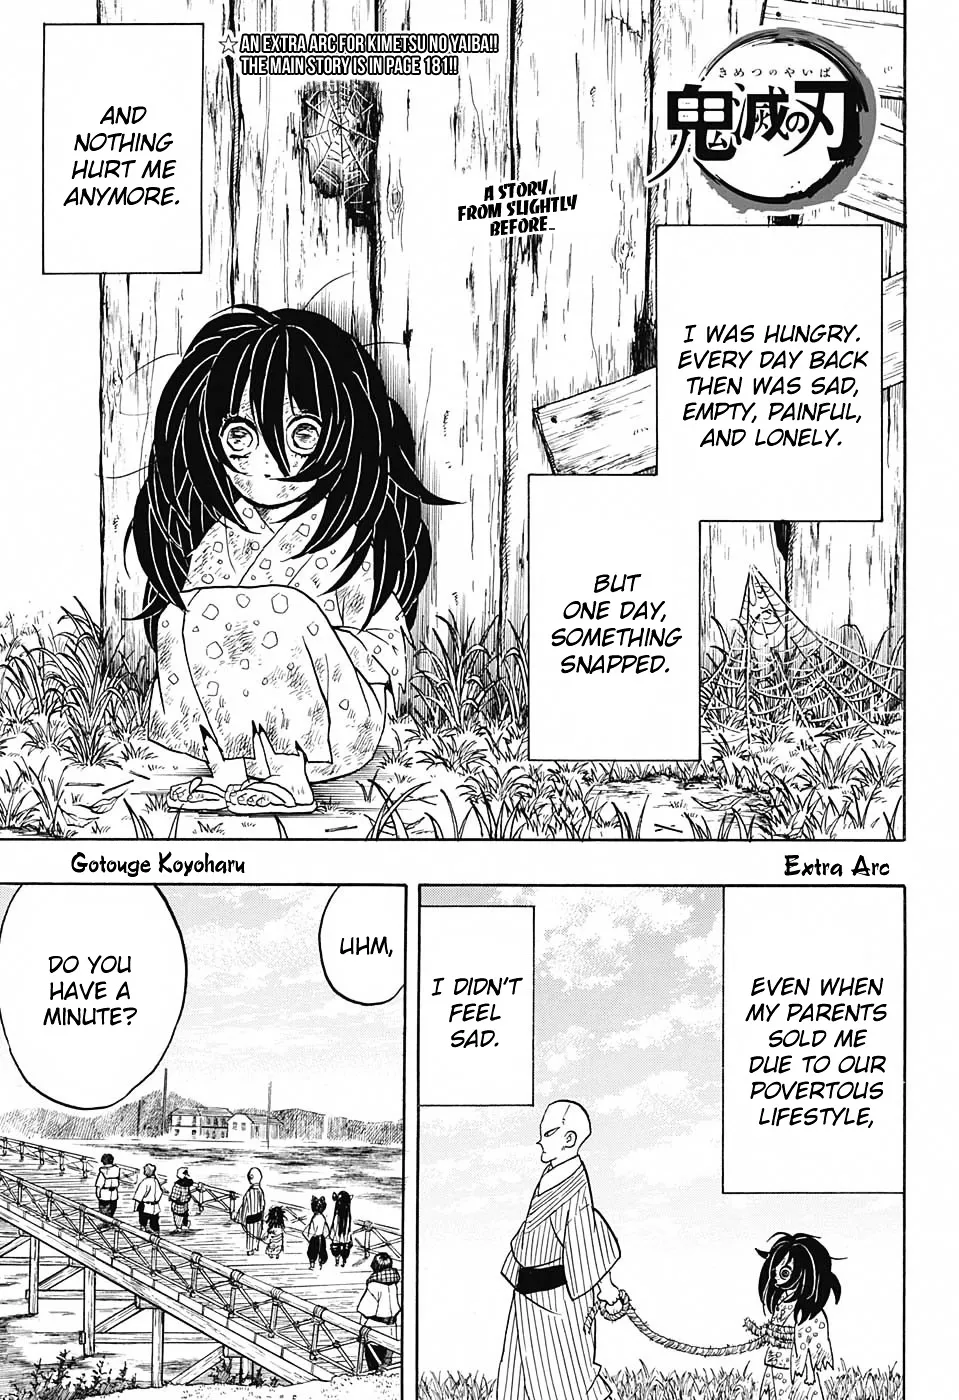 ☆ AN EXTRA ARC FOR KIMETSU NO YAIBA!!
THE MAIN STORY IS IN PAGE 181!!
きめつのやいば
鬼滅の刃
A STORY
FROM SLIGHTLY
BEFORE...
I WAS HUNGRY.
EVERY DAY BACK
THEN WAS SAD,
EMPTY, PAINFUL,
AND LONELY.
BUT
ONE DAY,
SOMETHING
SNAPPED.
AND
NOTHING
HURT ME
ANYMORE.
Gotouge Koyoharu
Extra Arc
EVEN WHEN
MY PARENTS
SOLD ME
DUE TO OUR
POVERTOUS
LIFESTYLE,
I DIDN'T
FEEL
SAD.
UHM,
DO YOU
HAVE A
MINUTE?